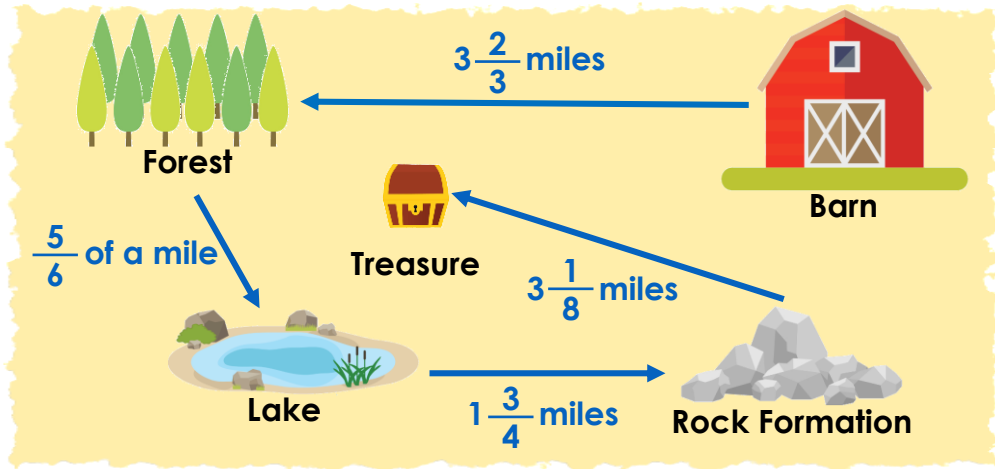 3 2/3 miles
Forest
Barn
5/6 of a mile
Treasure
3 1/8 miles
Lake
1 3/4 miles
Rock Formation